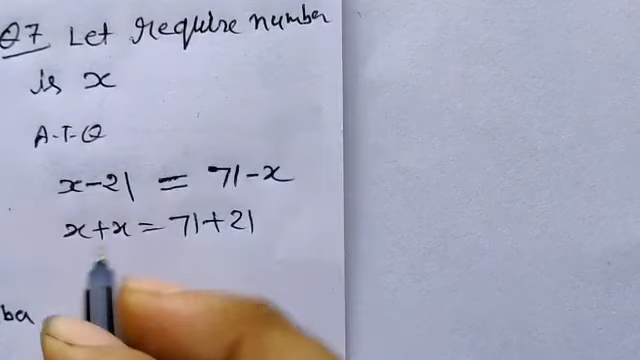 Q7 Let require number
is x
A-T-Q
x-21 = 71-x
x+x=71+21